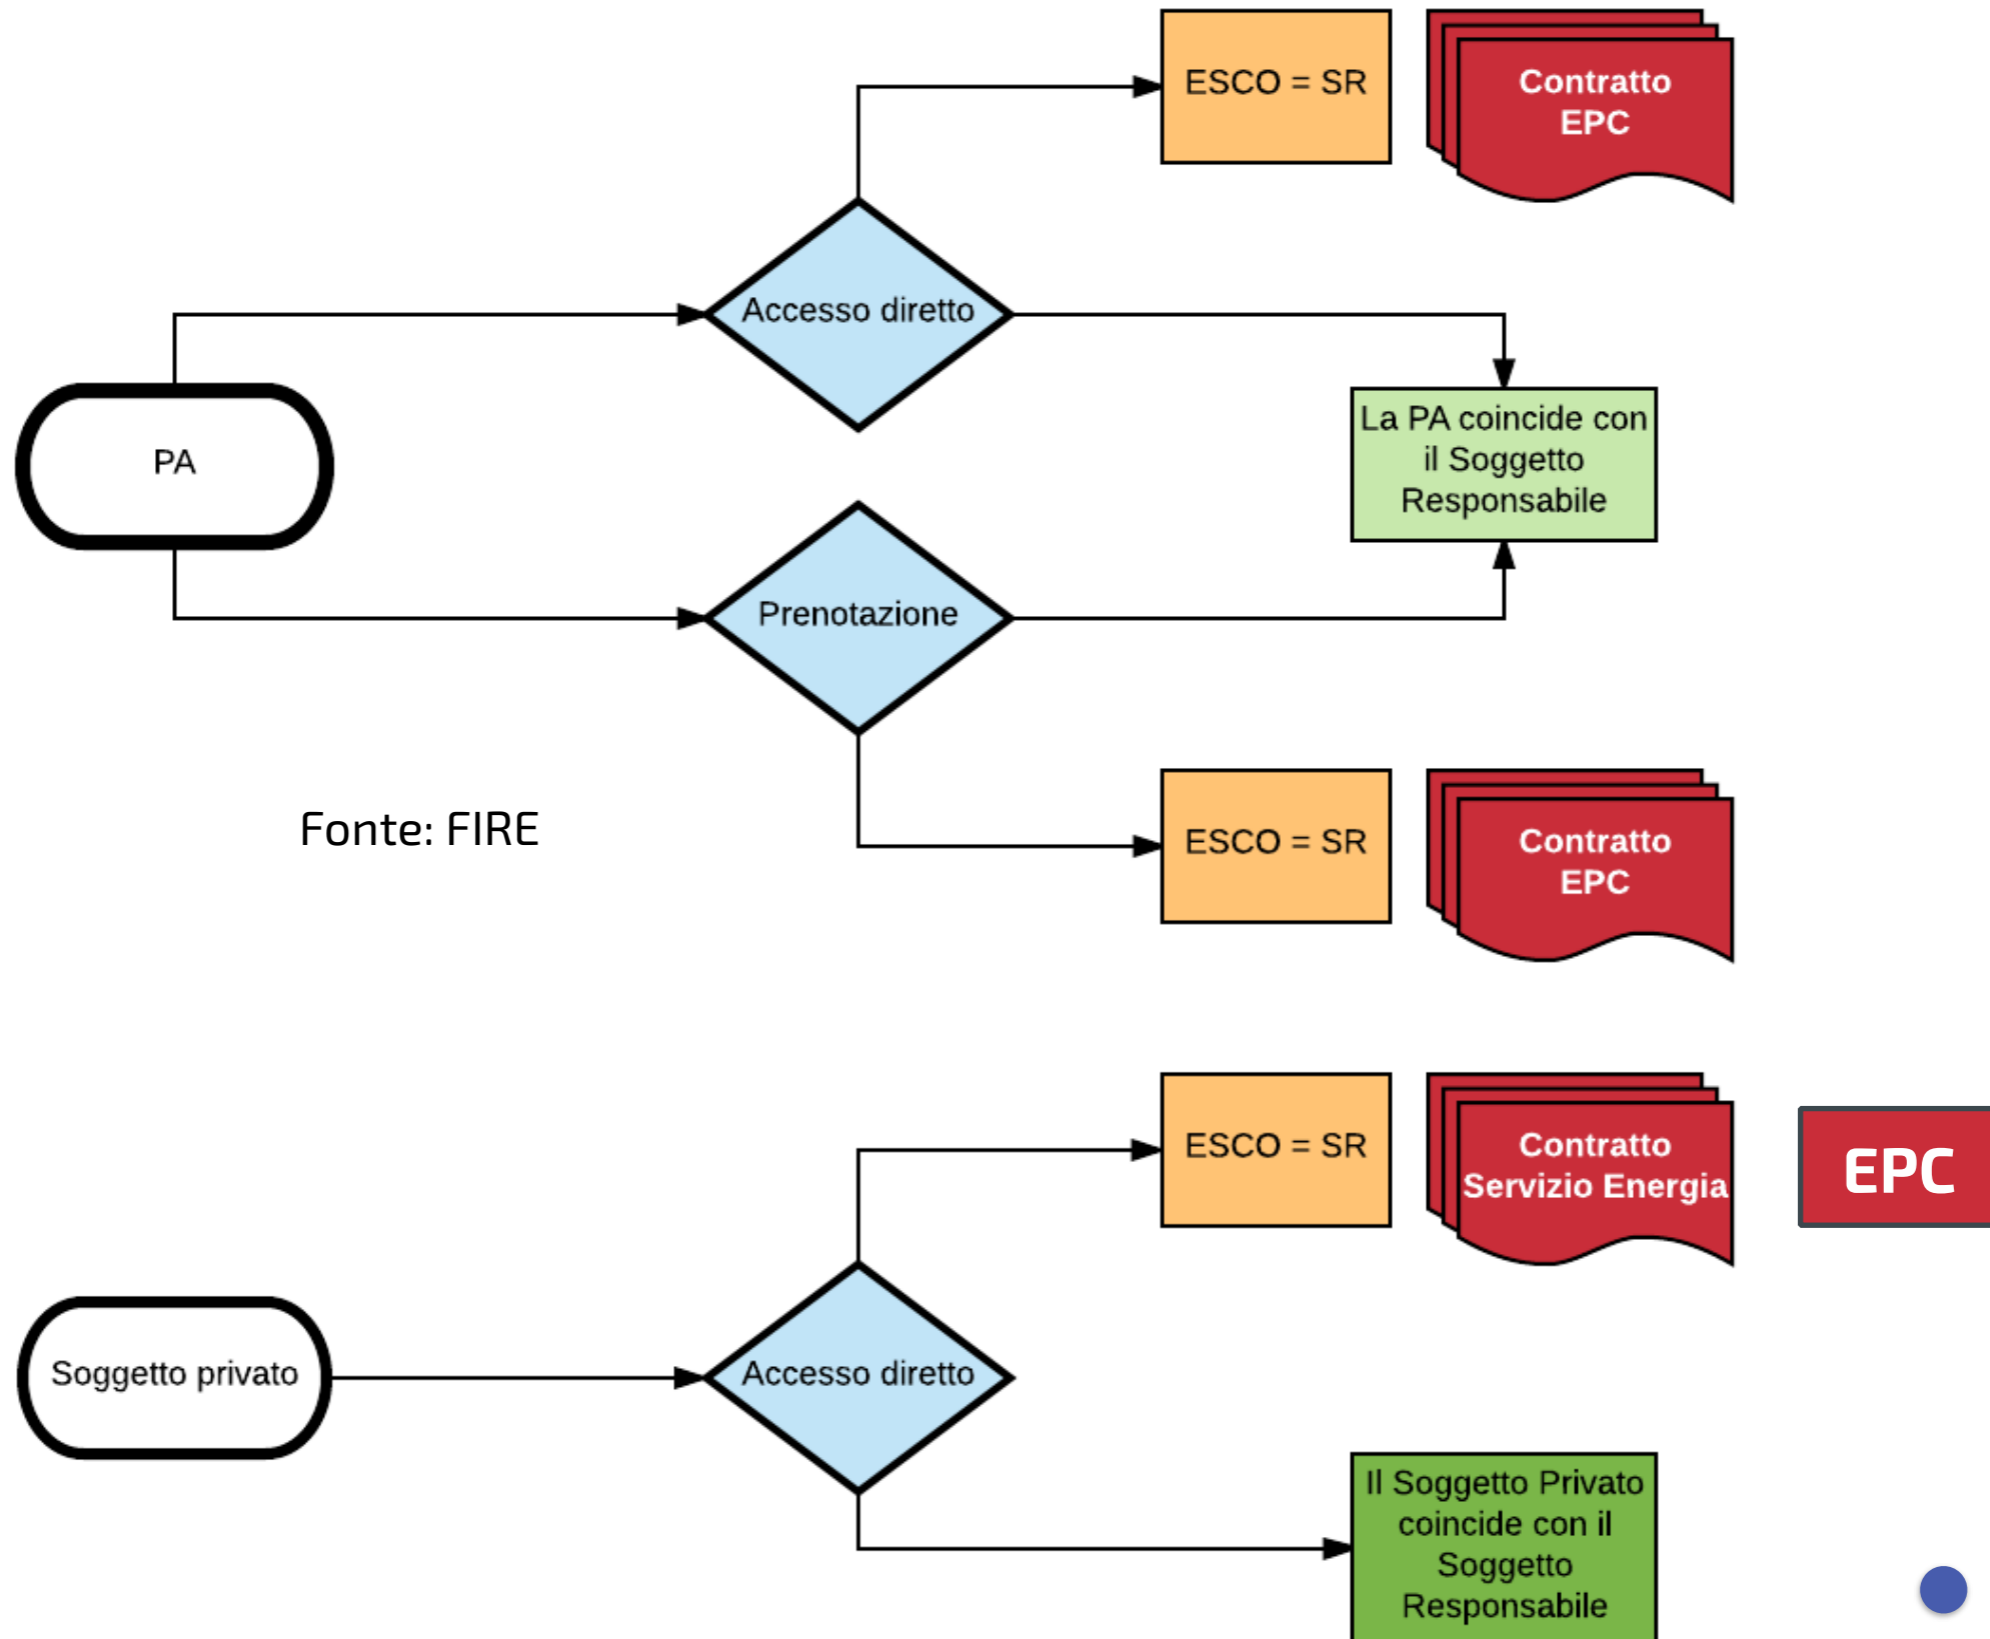 ESCO = SR
Contratto
EPC
Accesso diretto
La PA coincide con
il Soggetto
Responsabile
PA
Prenotazione
Fonte: FIRE
ESCO = SR
Contratto
EPC
ESCO = SR
Contratto
Servizio Energia
EPC
Soggetto privato
Accesso diretto
Il Soggetto Privato
coincide con il
Soggetto
Responsabile